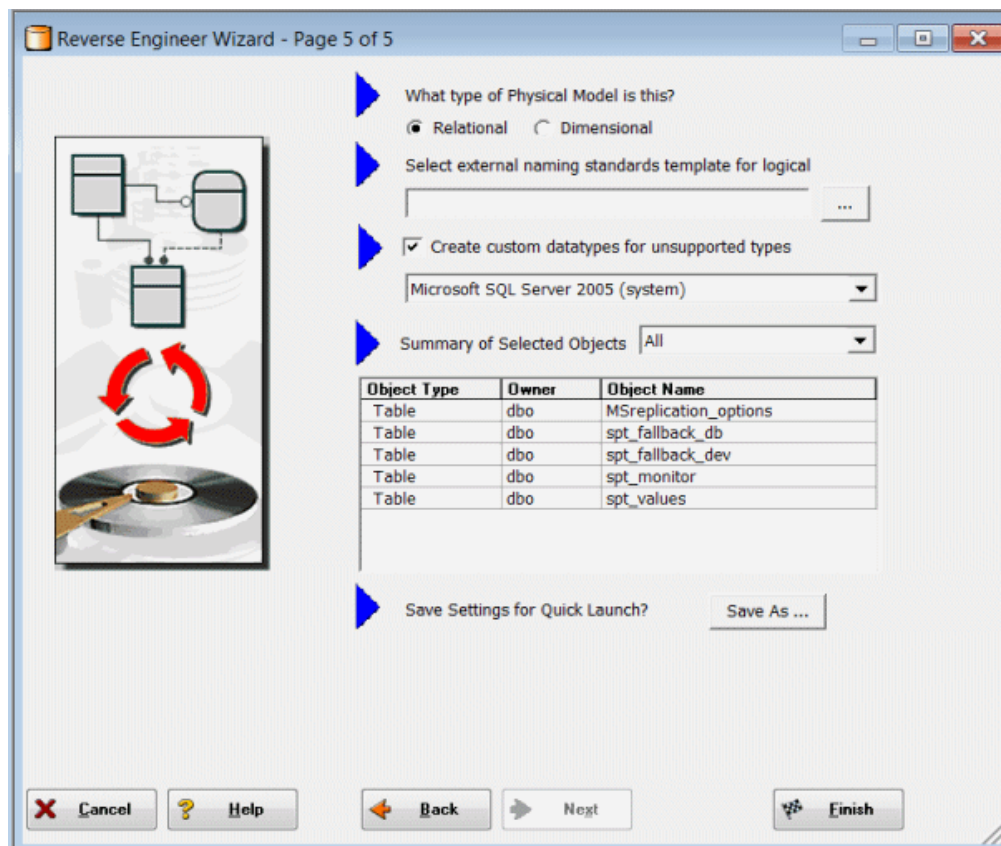 Reverse Engineer Wizard - Page 5 of 5
What type of Physical Model is this?
Relational Dimensional
Select external naming standards template for logical
...
Create custom datatypes for unsupported types
Microsoft SQL Server 2005 (system)
Summary of Selected Objects All
Object Type Owner Object Name
Table dbo MSreplication_options
Table dbo spt_fallback_db
Table dbo spt_fallback_dev
Table dbo spt_monitor
Table dbo spt_values
Save Settings for Quick Launch? Save As ...
Cancel Help Back Next Finish